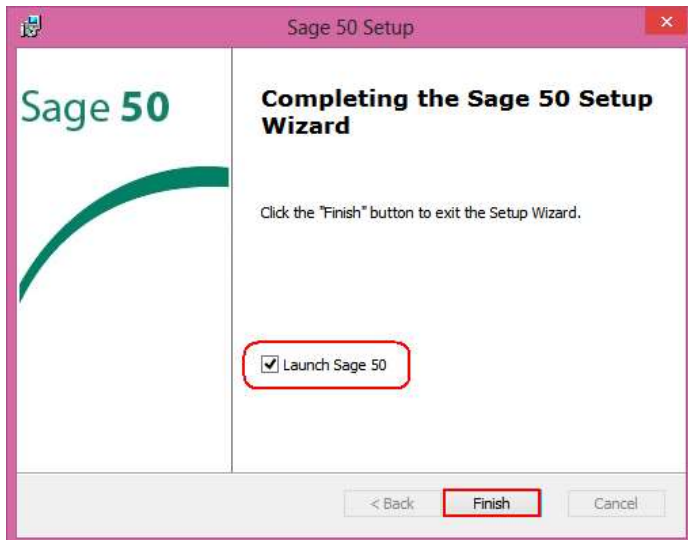 Sage 50 Setup
Sage 50
Completing the Sage 50 Setup
Wizard
Click the "Finish" button to exit the Setup Wizard.
Launch Sage 50
< Back Finish Cancel